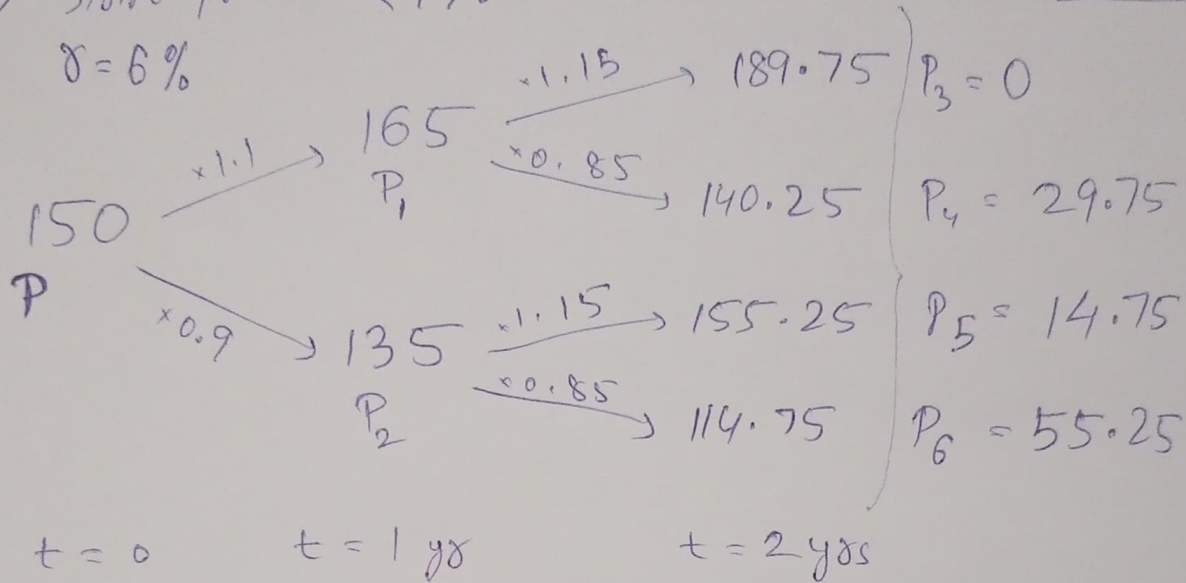 r = 6%
×1.15
189.75
P3 = 0
165
×1.1
×0.85
P1
140.25
P4 = 29.75
150
P
×1.15
155.25
P5 = 14.75
×0.9
135
×0.85
P2
114.75
P6 = 55.25
t = 0
t = 1 yr
t = 2 yrs